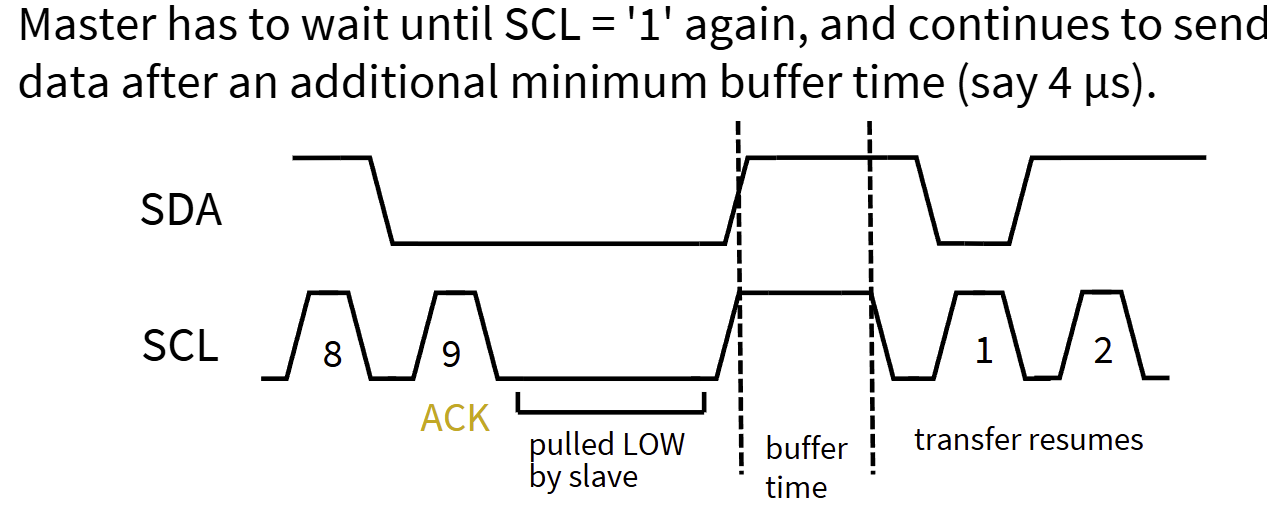 Master has to wait until SCL = '1' again, and continues to send
data after an additional minimum buffer time (say 4 µs).
SDA
SCL
8
9
1
2
ACK
pulled LOW
by slave
buffer
time
transfer resumes